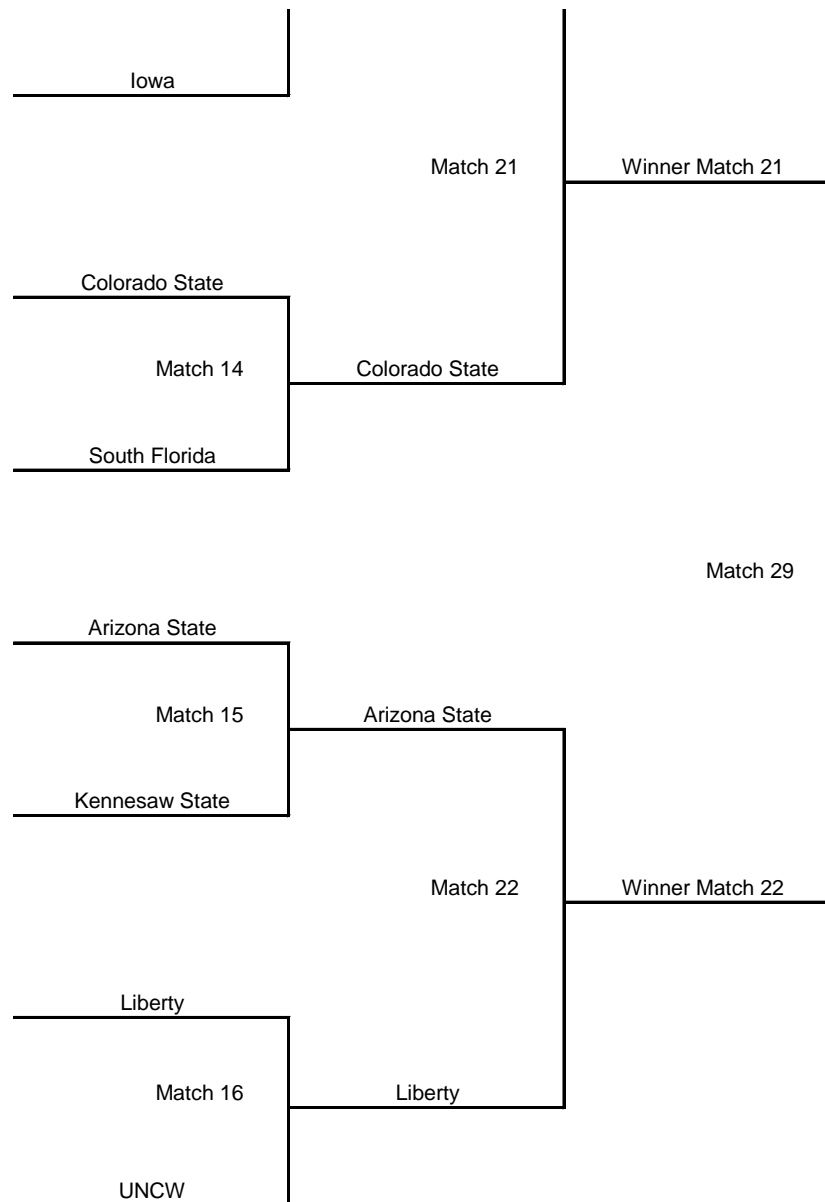 Iowa
Match 21
Winner Match 21
Colorado State
Match 14
Colorado State
South Florida
Match 29
Arizona State
Match 15
Arizona State
Kennesaw State
Match 22
Winner Match 22
Liberty
Match 16
Liberty
UNCW